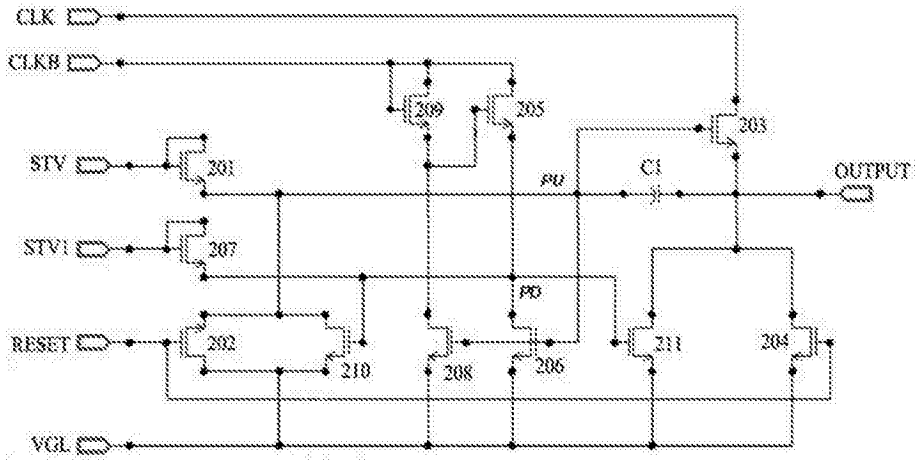 CLK
CLKB
209
205
203
STV
201
PU
C1
OUTPUT
STV1
207
PD
RESET
202
210
208
206
211
204
VGL